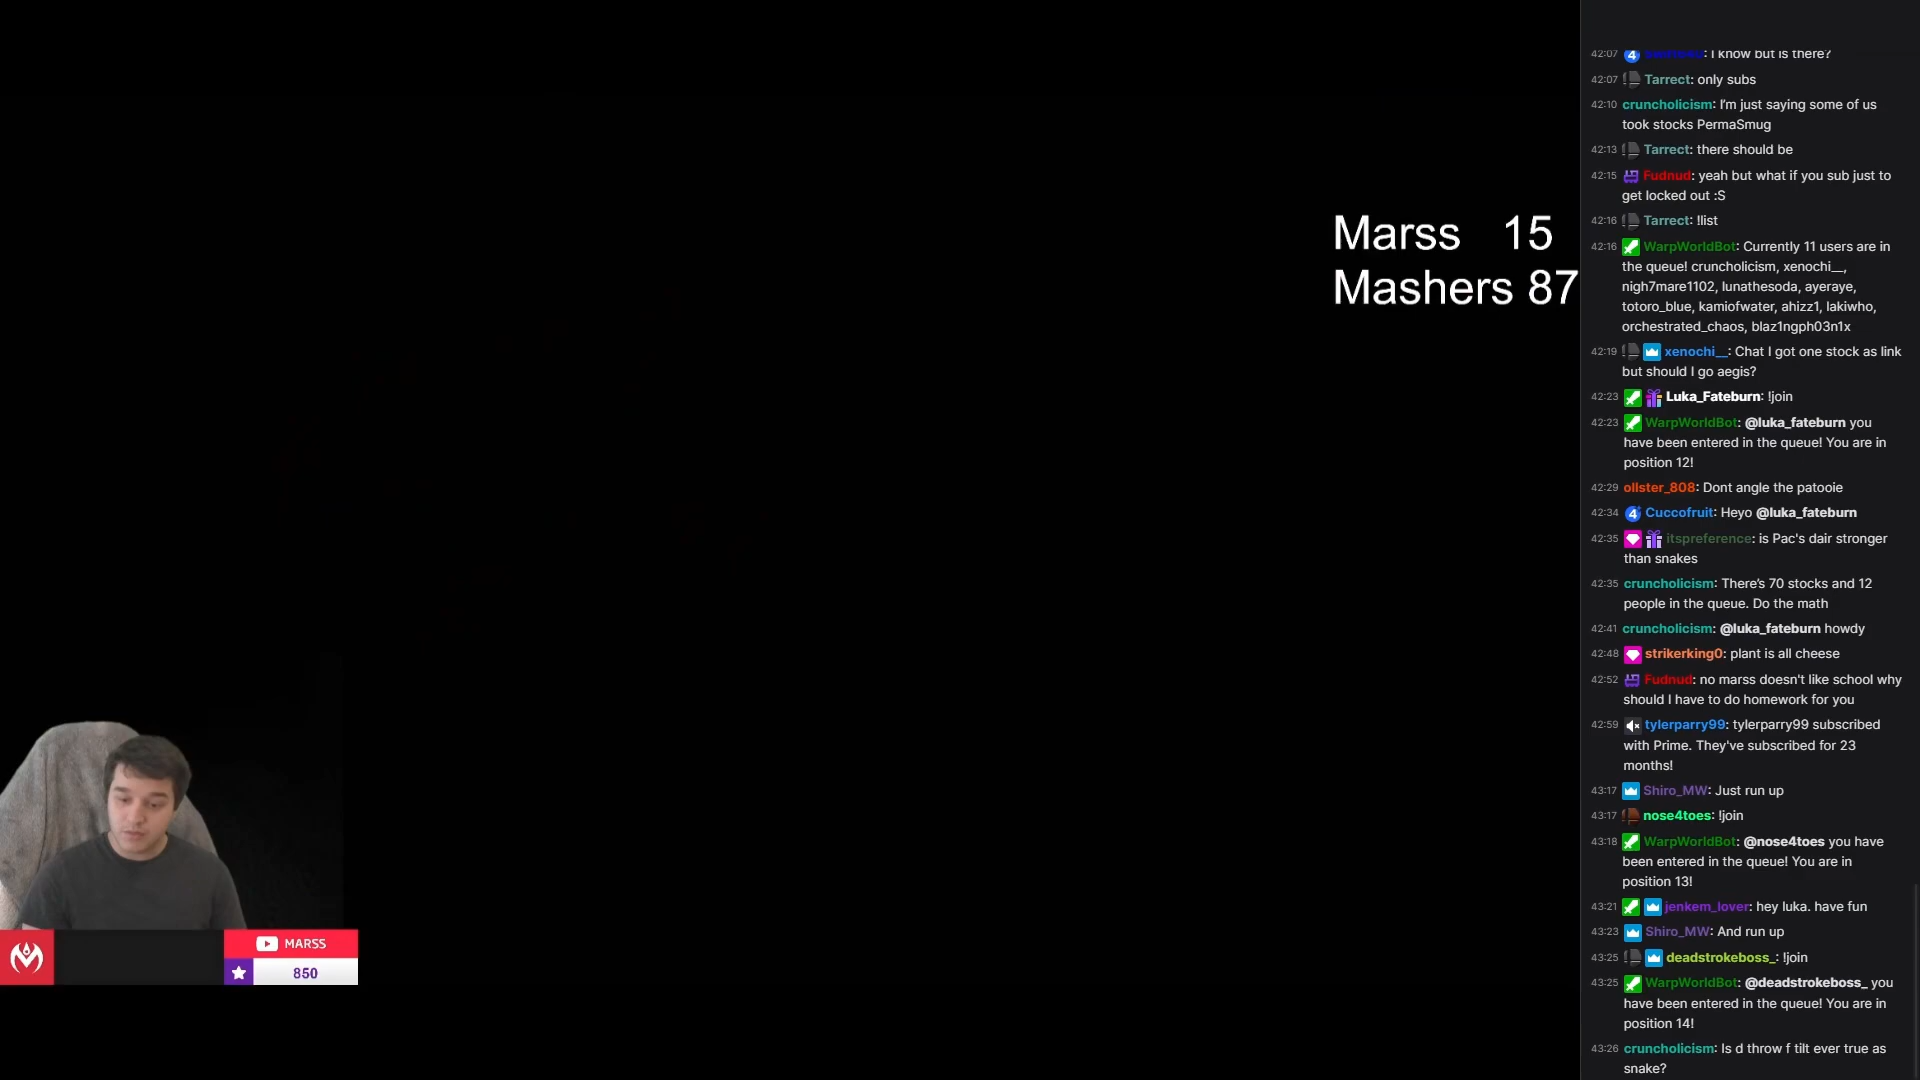 Marss 15
Mashers 87
MARSS
850
42:07 : I know but is there?
42:07 Tarrect: only subs
42:10 cruncholicism: I'm just saying some of us
took stocks PermaSmug
42:13 Tarrect: there should be
42:15 Fudnud: yeah but what if you sub just to
get locked out :S
42:16 Tarrect: !list
42:16 WarpWorldBot: Currently 11 users are in
the queue! cruncholicism, xenochi__,
nigh7mare1102, lunathesoda, ayeraye,
totoro_blue, kamiofwater, ahizz1, lakiwho,
orchestrated_chaos, blaz1ngph03n1x
42:19 xenochi__: Chat I got one stock as link
but should I go aegis?
42:23 Luka_Fateburn: !join
42:23 WarpWorldBot: @luka_fateburn you
have been entered in the queue! You are in
position 12!
42:29 ollster_808: Dont angle the patooie
42:34 Cuccofruit: Heyo @luka_fateburn
42:35 itspreference: is Pac's dair stronger
than snakes
42:35 cruncholicism: There's 70 stocks and 12
people in the queue. Do the math
42:41 cruncholicism: @luka_fateburn howdy
42:48 strikerking0: plant is all cheese
42:52 Fudnud: no marss doesn't like school why
should I have to do homework for you
42:59 tylerparry99: tylerparry99 subscribed
with Prime. They've subscribed for 23
months!
43:17 Shiro_MW: Just run up
43:17 nose4toes: !join
43:18 WarpWorldBot: @nose4toes you have
been entered in the queue! You are in
position 13!
43:21 jenkem_lover: hey luka. have fun
43:23 Shiro_MW: And run up
43:25 deadstrokeboss_: !join
43:25 WarpWorldBot: @deadstrokeboss_ you
have been entered in the queue! You are in
position 14!
43:26 cruncholicism: Is d throw f tilt ever true as
snake?